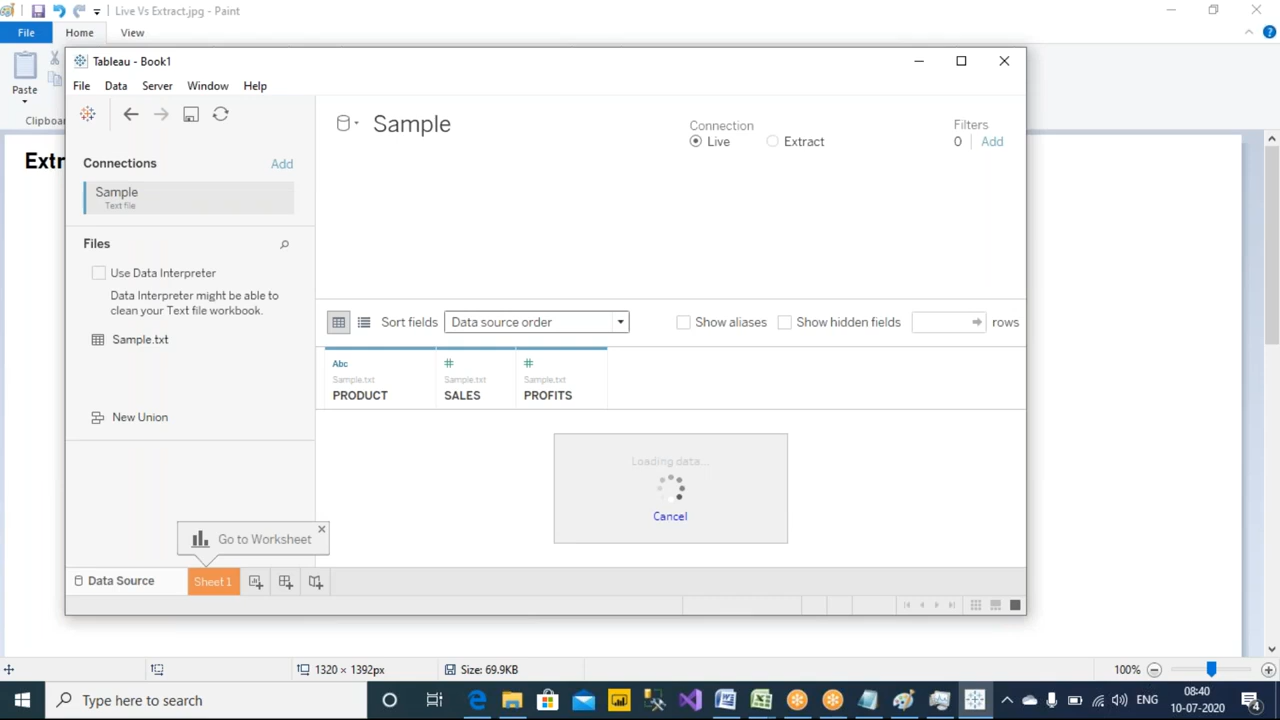 Live Vs Extract.jpg - Paint
File
Home
View
Paste
Clipboa
Extr
Tableau - Book1
File
Data
Server
Window
Help
Connections
Add
Sample
Text file
Files
Use Data Interpreter
Data Interpreter might be able to
clean your Text file workbook.
Sample.txt
New Union
Sample
Connection
Live
Extract
Filters
0
Add
Sort fields
Data source order
Show aliases
Show hidden fields
rows
Abc
Sample.txt
PRODUCT
#
Sample.txt
SALES
#
Sample.txt
PROFITS
Loading data...
Cancel
Go to Worksheet
Data Source
Sheet 1
1320 × 1392px
Size: 69.9KB
100%
Type here to search
ENG
08:40
10-07-2020
4